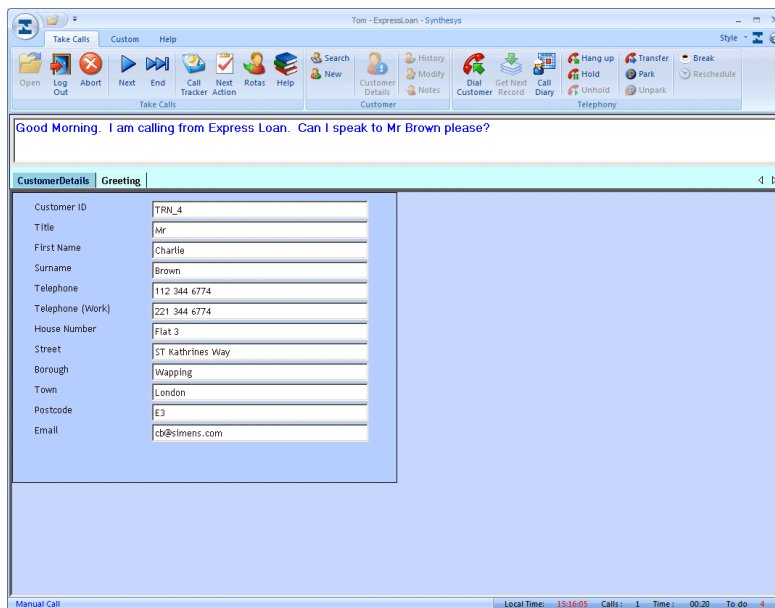 Tom - ExpressLoan - Synthesys
Take Calls Custom Help Style
Open Log Out Abort Next End Call Tracker Next Action Rotas Help
Search New Customer Details History Modify Notes
Dial Customer Get Next Record Call Diary Hang up Hold Unhold Transfer Park Unpark Break Reschedule
Take Calls Customer Telephony
Good Morning. I am calling from Express Loan. Can I speak to Mr Brown please?
CustomerDetails Greeting
Customer ID TRN_4
Title Mr
First Name Charlie
Surname Brown
Telephone 112 344 6774
Telephone (Work) 221 344 6774
House Number Flat 3
Street ST Kathrines Way
Borough Wapping
Town London
Postcode E3
Email cb@simens.com
Manual Call Local Time: 15:16:05 Calls : 1 Time : 00:20 To do 4